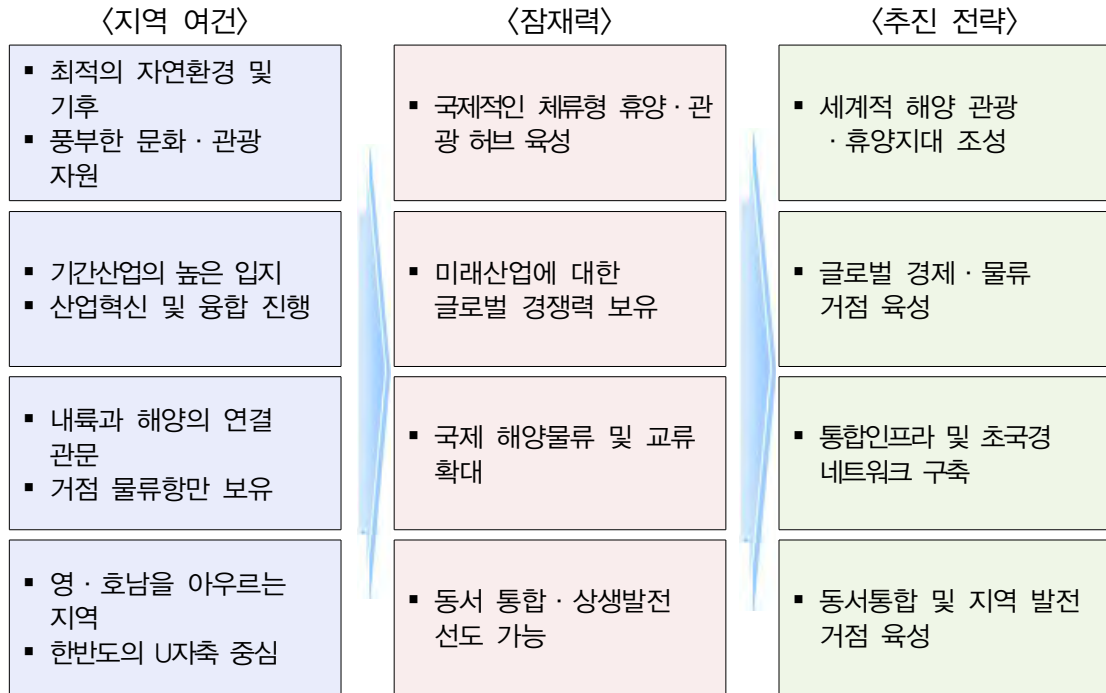 〈지역 여건〉
〈잠재력〉
〈추진 전략〉
▪ 최적의 자연환경 및
기후
▪ 풍부한 문화·관광
자원
▪ 국제적인 체류형 휴양·관
광 허브 육성
▪ 세계적 해양 관광
·휴양지대 조성
▪ 기간산업의 높은 입지
▪ 산업혁신 및 융합 진행
▪ 미래산업에 대한
글로벌 경쟁력 보유
▪ 글로벌 경제·물류
거점 육성
▪ 내륙과 해양의 연결
관문
▪ 거점 물류항만 보유
▪ 국제 해양물류 및 교류
확대
▪ 통합인프라 및 초국경
네트워크 구축
▪ 영·호남을 아우르는
지역
▪ 한반도의 U자축 중심
▪ 동서 통합·상생발전
선도 가능
▪ 동서통합 및 지역 발전
거점 육성